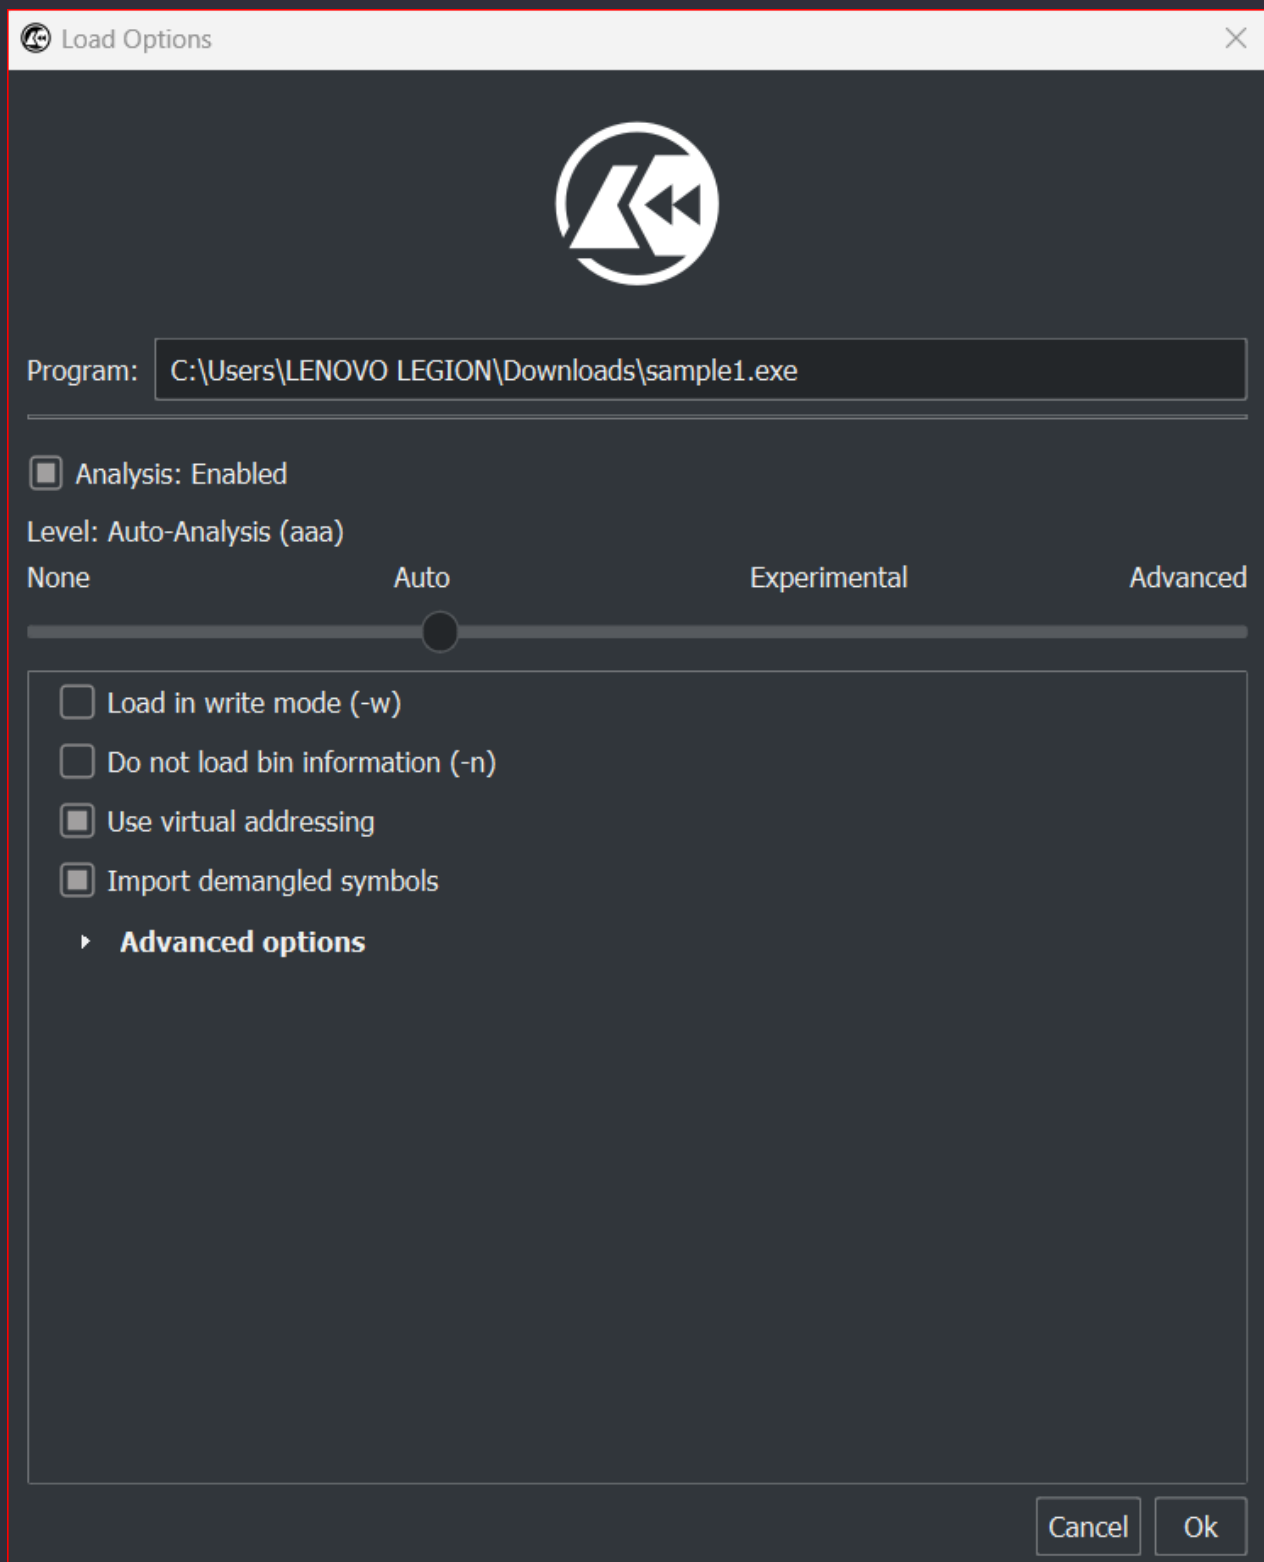 Load Options
Program: C:\Users\LENOVO LEGION\Downloads\sample1.exe
Analysis: Enabled
Level: Auto-Analysis (aaa)
None Auto Experimental Advanced
Load in write mode (-w)
Do not load bin information (-n)
Use virtual addressing
Import demangled symbols
Advanced options
Cancel Ok